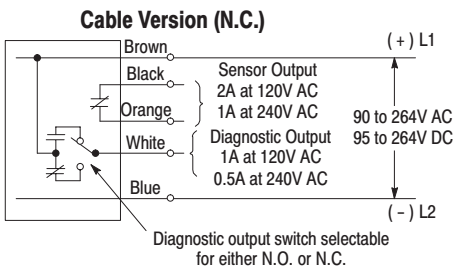 Cable Version (N.C.)
Brown
( + ) L1
Black
Sensor Output
2A at 120V AC
1A at 240V AC
Orange
90 to 264V AC
95 to 264V DC
White
Diagnostic Output
1A at 120V AC
0.5A at 240V AC
Blue
( – ) L2
Diagnostic output switch selectable
for either N.O. or N.C.